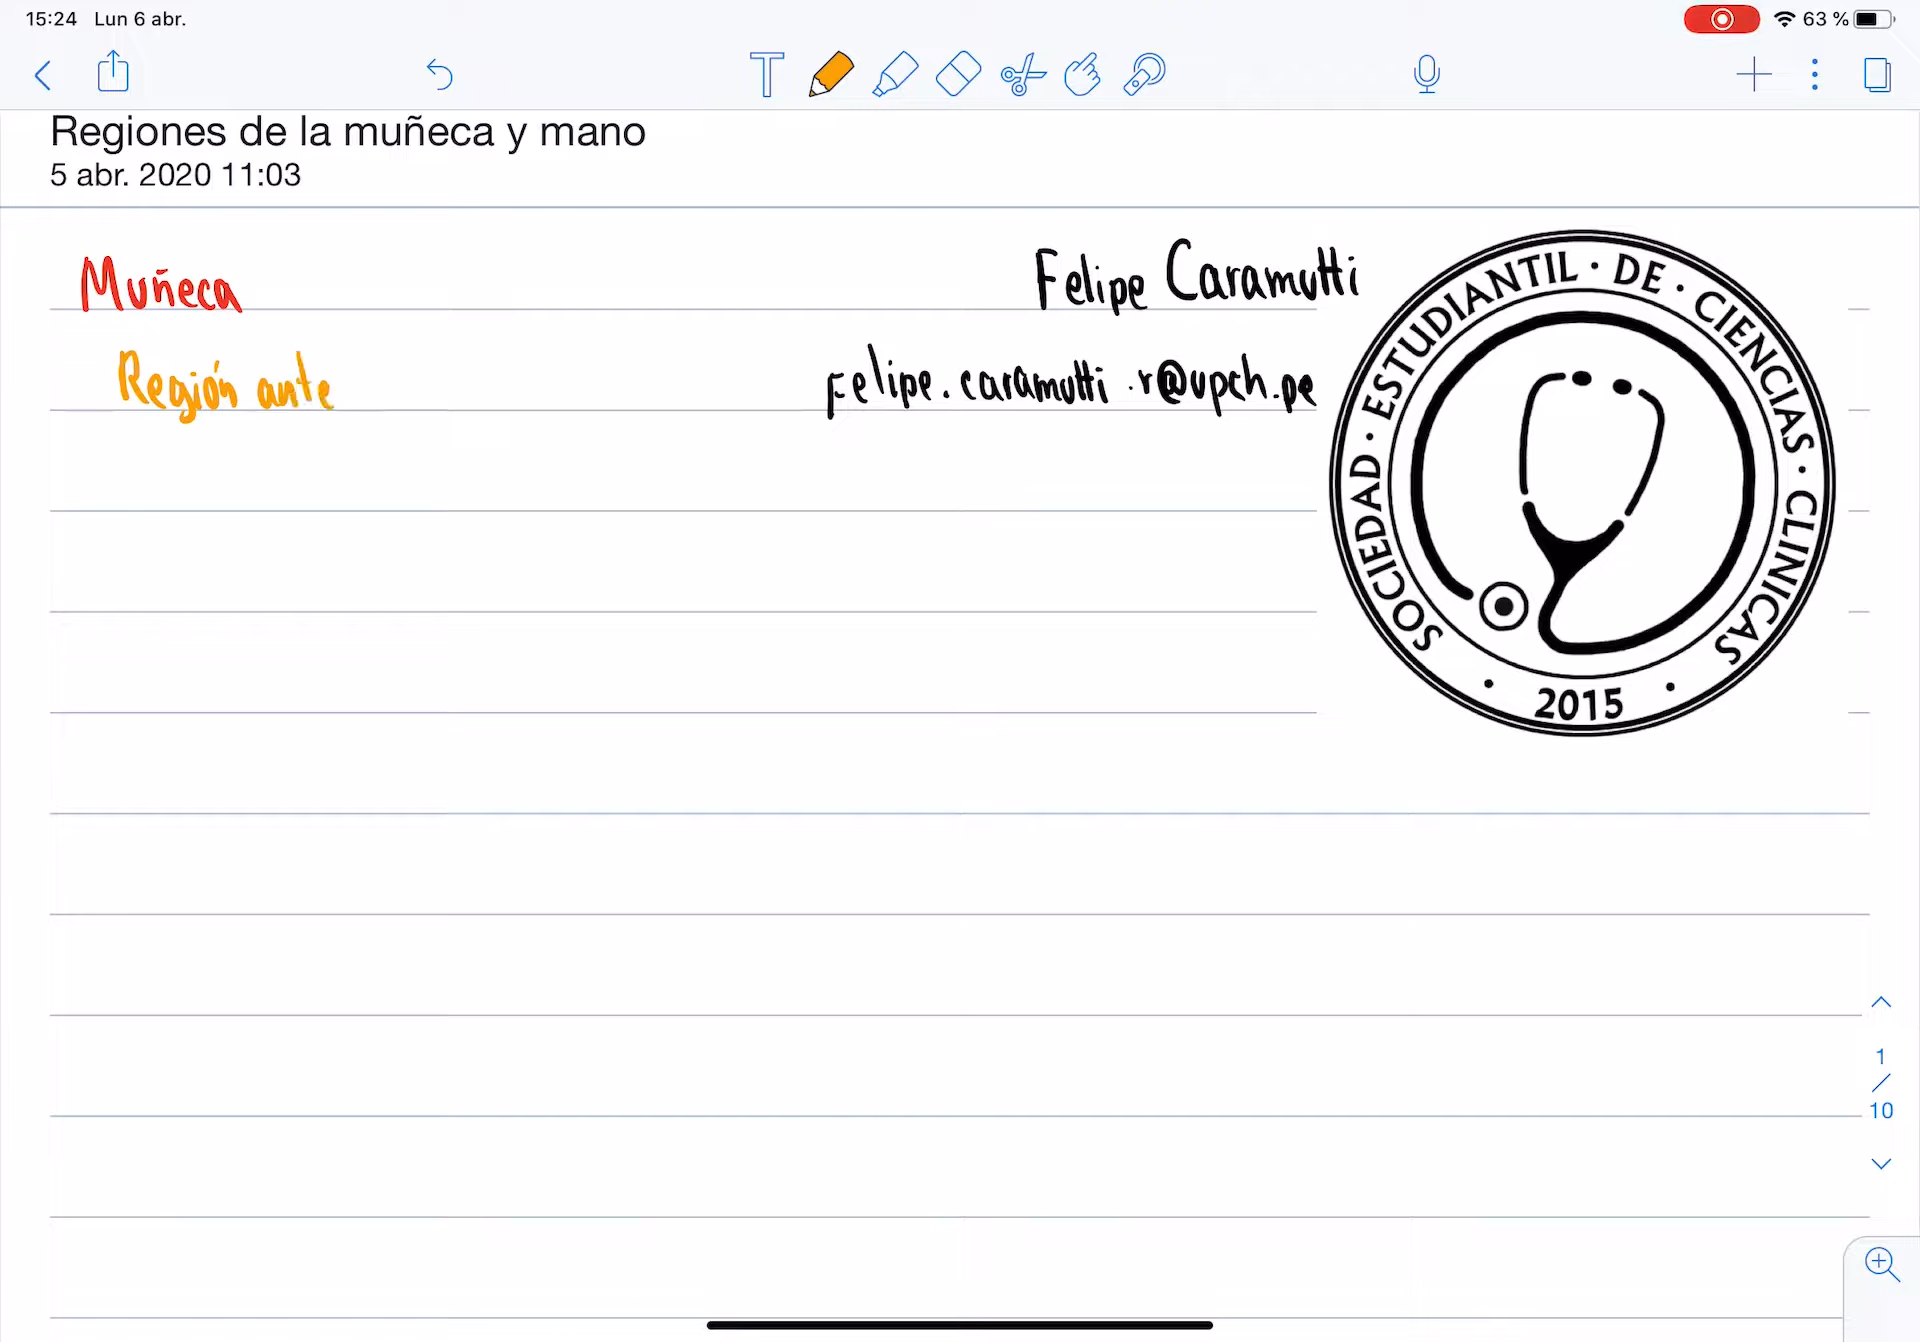 15:24 Lun 6 abr.
63 %
Regiones de la muñeca y mano
5 abr. 2020 11:03
Muñeca
Felipe Caramutti
Región ante
felipe.caramutti.r@upch.pe
SOCIEDAD · ESTUDIANTIL · DE · CIENCIAS · CLINICAS
· 2015 ·
1
/
10